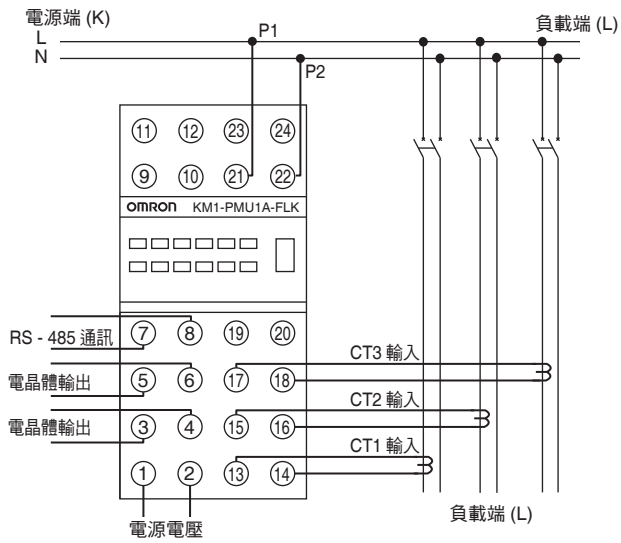 電源端 (K)
L
N
P1
P2
負載端 (L)
11 12 23 24
9 10 21 22
OMRON KM1-PMU1A-FLK
RS - 485 通訊
7 8 19 20
CT3 輸入
電晶體輸出
5 6 17 18
CT2 輸入
電晶體輸出
3 4 15 16
CT1 輸入
1 2 13 14
電源電壓
負載端 (L)